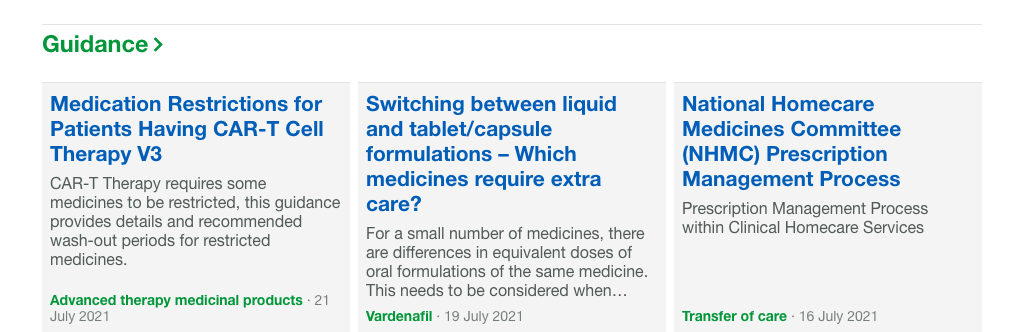 Guidance
Medication Restrictions for
Patients Having CAR-T Cell
Therapy V3
CAR-T Therapy requires some
medicines to be restricted, this guidance
provides details and recommended
wash-out periods for restricted
medicines.
Advanced therapy medicinal products · 21
July 2021
Switching between liquid
and tablet/capsule
formulations – Which
medicines require extra
care?
For a small number of medicines, there
are differences in equivalent doses of
oral formulations of the same medicine.
This needs to be considered when…
Vardenafil · 19 July 2021
National Homecare
Medicines Committee
(NHMC) Prescription
Management Process
Prescription Management Process
within Clinical Homecare Services
Transfer of care · 16 July 2021